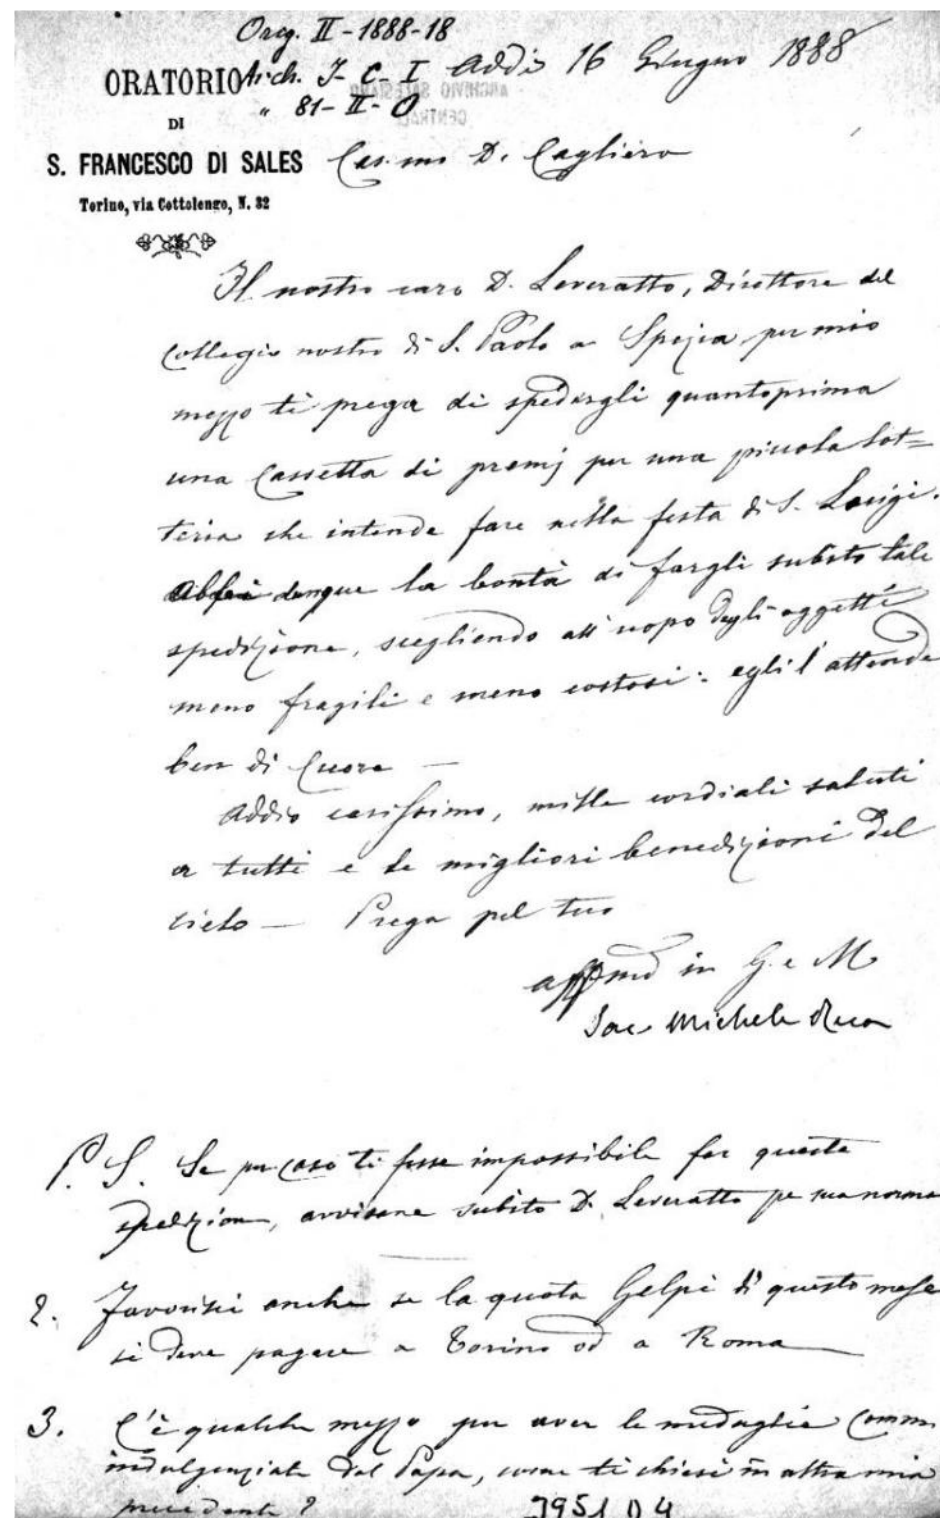 Orig. II-1888-18
Arch. J-C-I Addì 16 Giugno 1888
" 81-II-O
ARCHIVIO SALESIANO
CENTRALE
ORATORIO
DI
S. FRANCESCO DI SALES
Torino, via Cottolengo, N. 32
Car.mo D. Cagliero
Il nostro caro D. Leveratto, Direttore del
Collegio nostro di S. Paolo a Spezia per mio
mezzo ti prega di spedirgli quantoprima
una Cassetta di premj per una piccola lot=
teria che intende fare nella festa di S. Luigi.
Abbi dunque la bontà di fargli subito tale
spedizione, scegliendo all'uopo degli oggetti
meno fragili e meno costosi: egli l'attende
ben di Cuore —
Addio carissimo, mille cordiali saluti
a tutti e le migliori benedizioni del
cielo — Prega pel tuo
aff.mo in G. e M.
Sac. Michele Rua
P. S. Se per caso ti fosse impossibile far questa
spedizione, avvisane subito D. Leveratto per sua norma
2. Favorisci anche se la quota Gelpi di questo mese
si deve pagare a Torino od a Roma
3. C'è qualche mezzo per aver le medaglie
indulgenziate dal Papa, come ti chiesi in altra mia
precedente?
3951 D 4